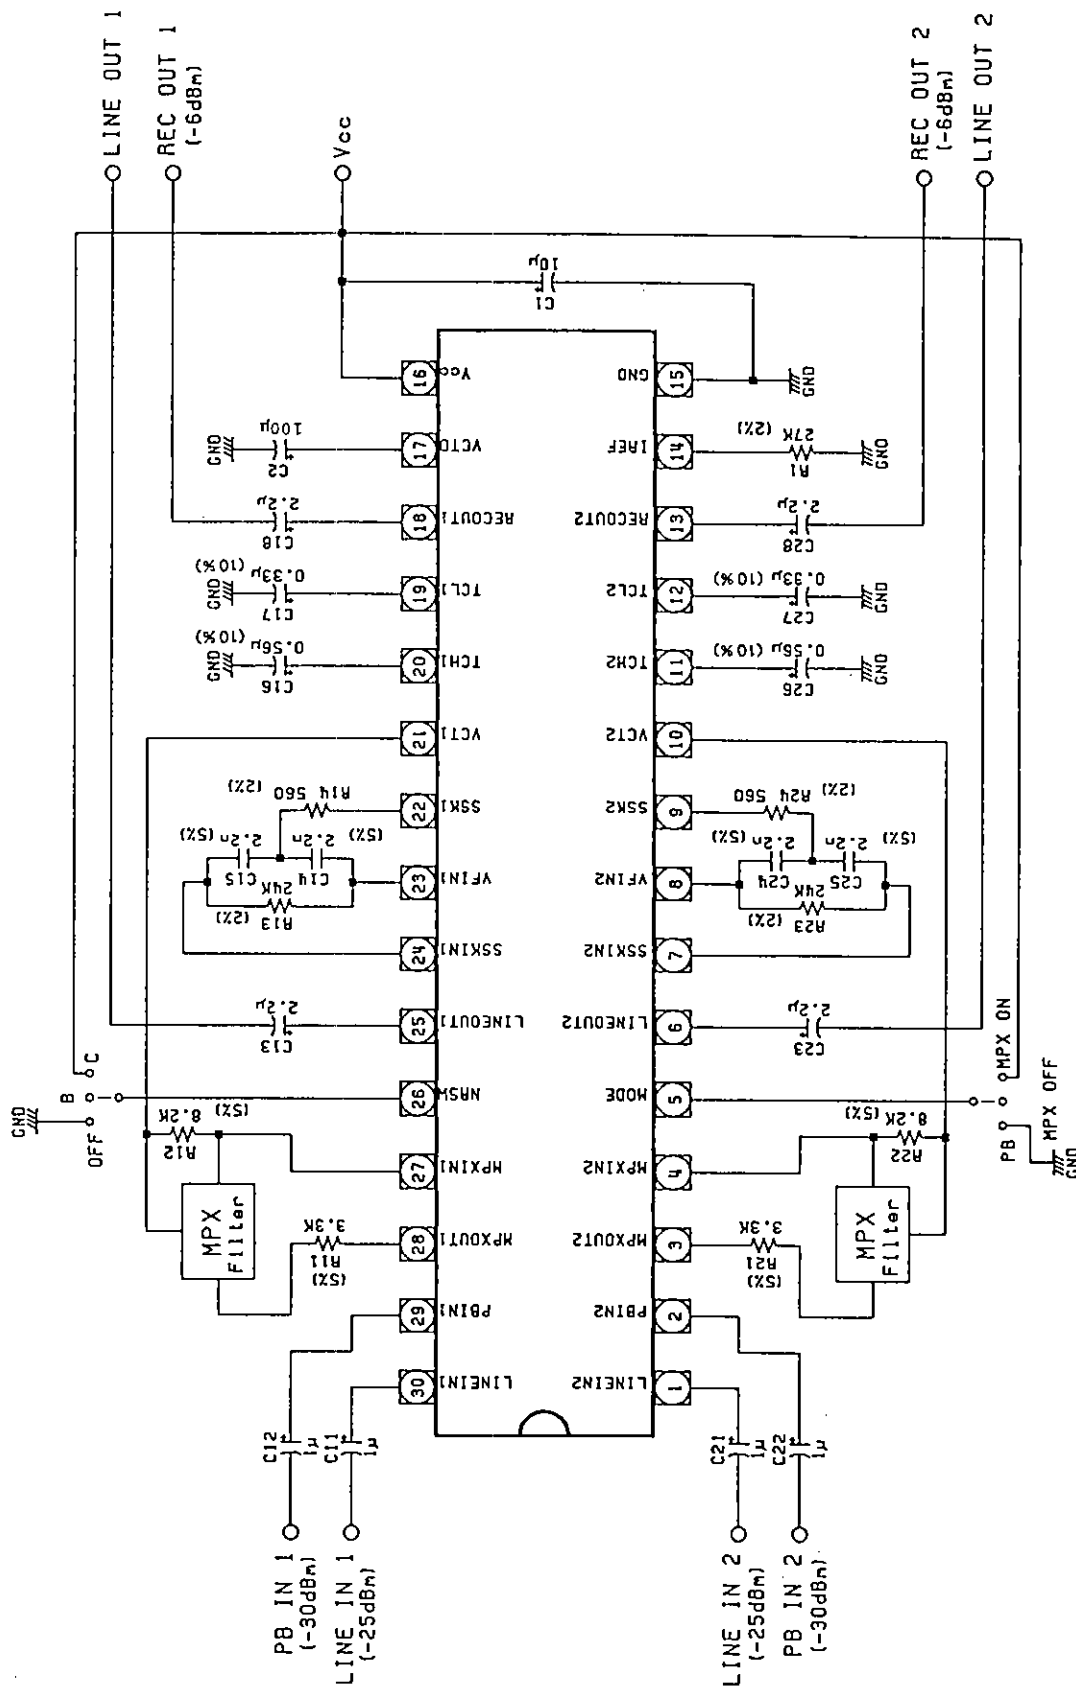 LINE OUT 1
REC OUT 1
(-6dBm)
Vcc
REC OUT 2
(-6dBm)
LINE OUT 2
10μ
C1
16
Vcc
GND
15
GND
GND
100μ
C2
17
VCTO
IREF
14
27K
(2%)
R1
GND
2.2μ
C18
18
RECOUT1
RECOUT2
13
2.2μ
C28
GND
0.33μ (10%)
C17
19
TCL1
TCL2
12
0.33μ (10%)
C27
GND
GND
0.56μ (10%)
C16
20
TCH1
TCH2
11
0.56μ (10%)
C26
GND
21
VCT1
VCT2
10
(2%)
R14
560
22
SSK1
SSK2
9
R24
560
(2%)
(5%)
2.2n
C15
2.2n
(5%)
C14
24K
R13
(2%)
23
VFIN1
VFIN2
8
(5%)
2.2n
C24
2.2n
(5%)
C25
24K
R23
(2%)
24
SSKIN1
SSKIN2
7
2.2μ
C13
25
LINEOUT1
LINEOUT2
6
2.2μ
C23
GND
OFF
B
C
26
NRSW
MODE
5
MPX ON
MPX OFF
PB
GND
8.2K
(5%)
R12
27
MPXIN1
MPXIN2
4
8.2K
(5%)
R22
MPX
Filter
3.3K
R11
(5%)
28
MPXOUT1
MPXOUT2
3
3.3K
R21
(5%)
MPX
Filter
29
PBIN1
PBIN2
2
30
LINEIN1
LINEIN2
1
C12
1μ
C11
1μ
C21
1μ
C22
1μ
PB IN 1
(-30dBm)
LINE IN 1
(-25dBm)
LINE IN 2
(-25dBm)
PB IN 2
(-30dBm)